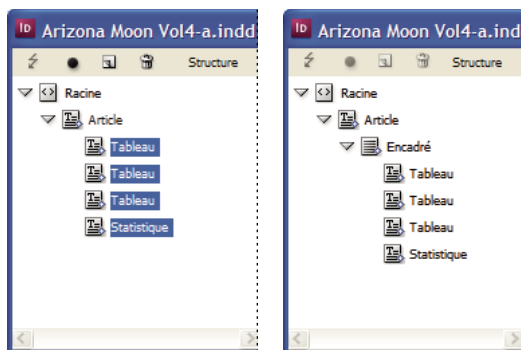 Arizona Moon Vol4-a.indd
Structure
Racine
Article
Tableau
Tableau
Tableau
Statistique
Arizona Moon Vol4-a.ind
Structure
Racine
Article
Encadré
Tableau
Tableau
Tableau
Statistique